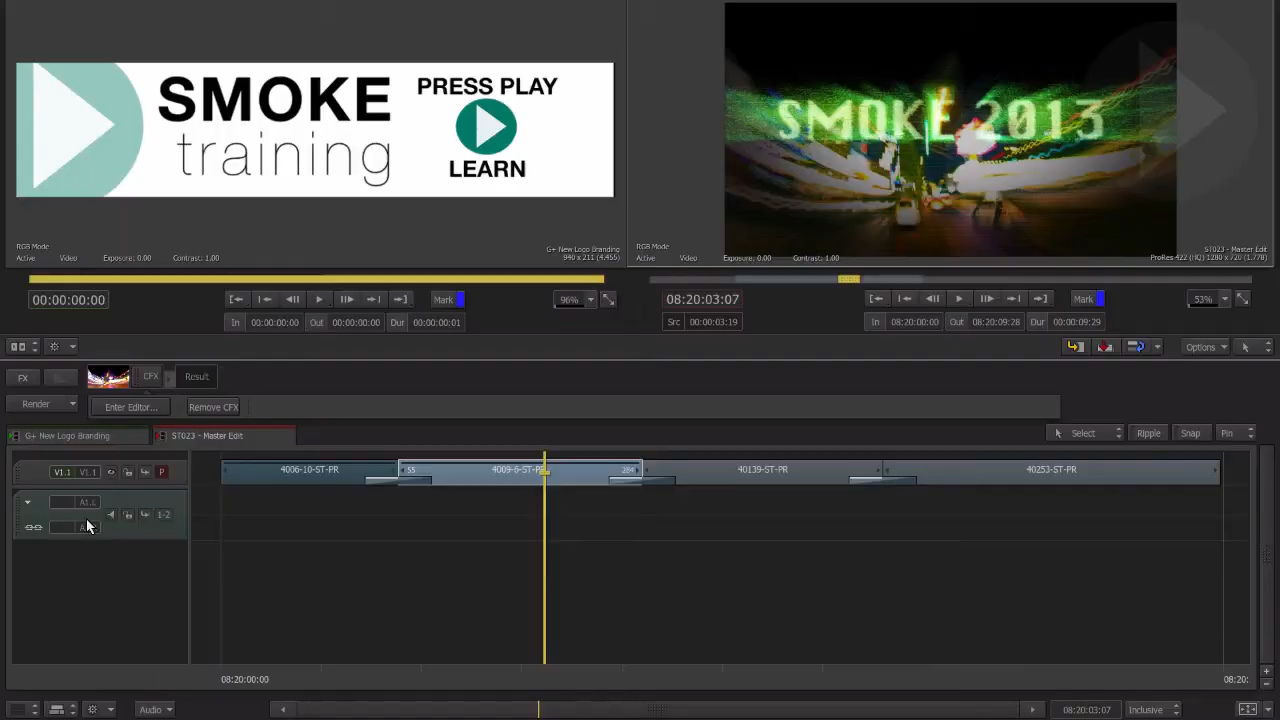 SMOKE
training
PRESS PLAY
LEARN
SMOKE 2013
RGB Mode
Active
Video
Exposure: 0.00
Contrast: 1.00
G+ New Logo Branding
940 x 211 (4.455)
RGB Mode
Active
Video
Exposure: 0.00
Contrast: 1.00
ST023 - Master Edit
ProRes 422 (HQ) 1280 x 720 (1.778)
00:00:00:00
Mark
96%
08:20:03:07
Mark
53%
In 00:00:00:00 Out 00:00:00:00 Dur 00:00:00:01
Src 00:00:03:19
In 08:20:00:00 Out 08:20:09:28 Dur 00:00:09:29
Options
FX
CFX
Result
Render
Enter Editor...
Remove CFX
G+ New Logo Branding
ST023 - Master Edit
Select
Ripple
Snap
Pin
V1.1 V1.1 P
4006-10-ST-PR
55 4009-6-ST-PR 284
40139-ST-PR
40253-ST-PR
A1.L
1-2
08:20:00:00
08:20:
Audio
08:20:03:07
Inclusive